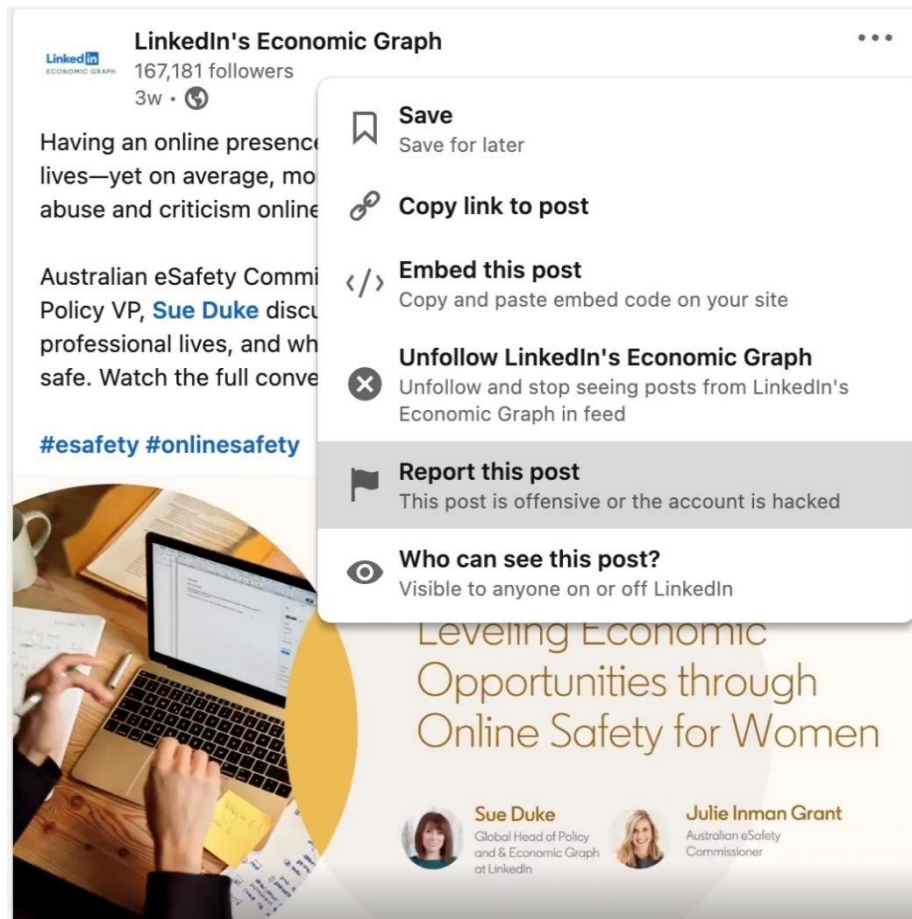 LinkedIn
ECONOMIC GRAPH
LinkedIn's Economic Graph
167,181 followers
3w •
Having an online presence
lives—yet on average, mo
abuse and criticism online
Australian eSafety Commi
Policy VP, Sue Duke discu
professional lives, and wh
safe. Watch the full conve
#esafety #onlinesafety
Save
Save for later
Copy link to post
Embed this post
Copy and paste embed code on your site
Unfollow LinkedIn's Economic Graph
Unfollow and stop seeing posts from LinkedIn's
Economic Graph in feed
Report this post
This post is offensive or the account is hacked
Who can see this post?
Visible to anyone on or off LinkedIn
Leveling Economic
Opportunities through
Online Safety for Women
Sue Duke
Global Head of Policy
and & Economic Graph
at LinkedIn
Julie Inman Grant
Australian eSafety
Commissioner